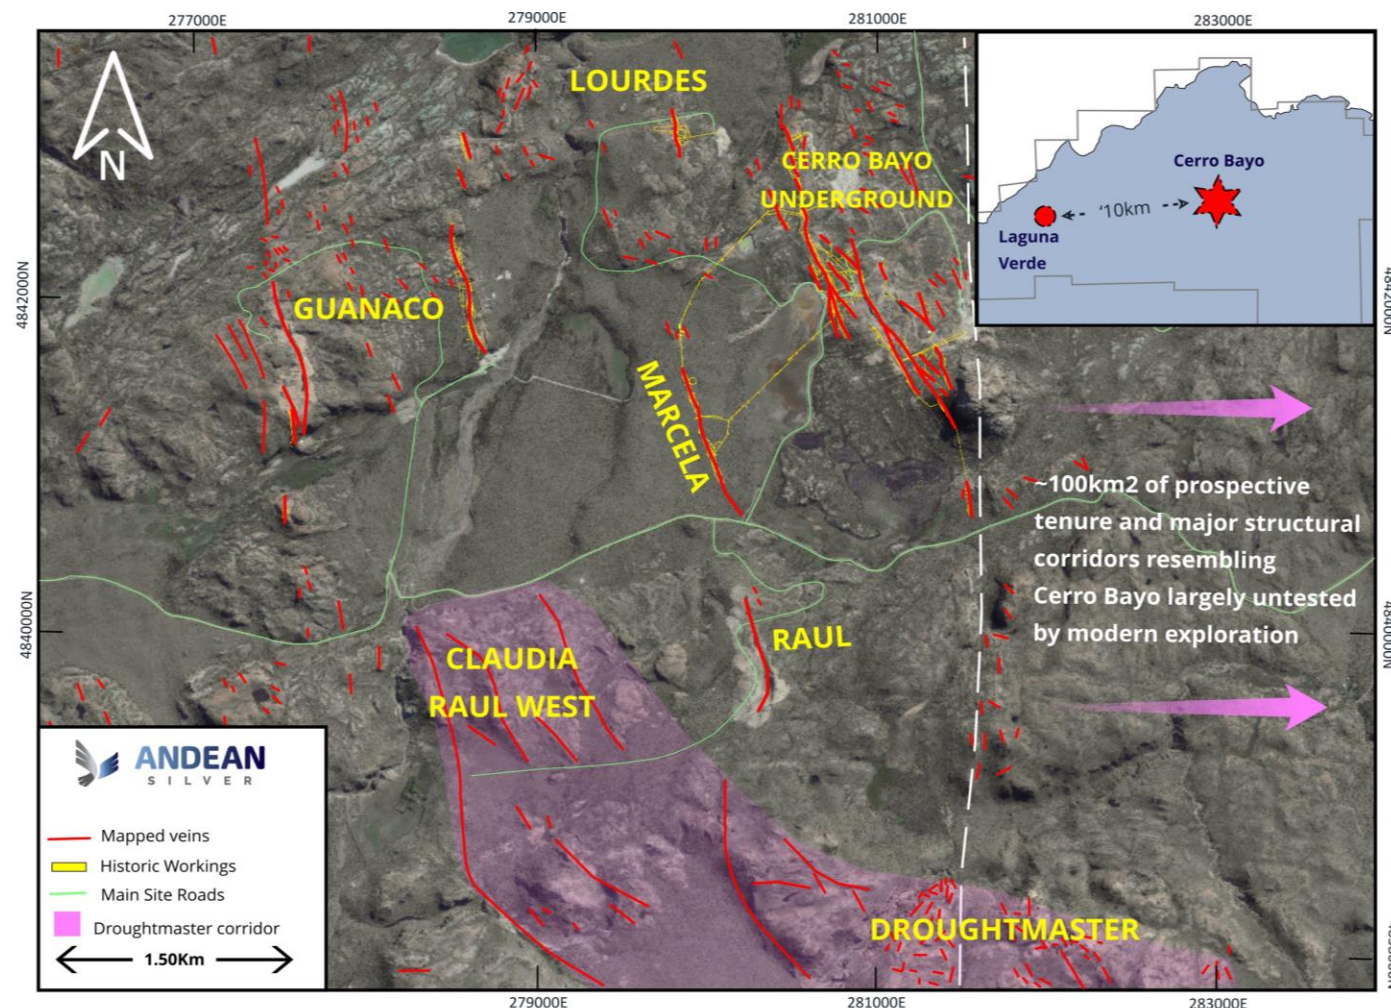 277000E
279000E
281000E
283000E
N
LOURDES
CERRO BAYO
UNDERGROUND
GUANACO
MARCELA
RAUL
CLAUDIA
RAUL WEST
DROUGHTMASTER
Cerro Bayo
'10km
Laguna
Verde
~100km2 of prospective
tenure and major structural
corridors resembling
Cerro Bayo largely untested
by modern exploration
4842000N
4842000N
4840000N
4840000N
ANDEAN
SILVER
Mapped veins
Historic Workings
Main Site Roads
Droughtmaster corridor
1.50Km
279000E
281000E
283000E